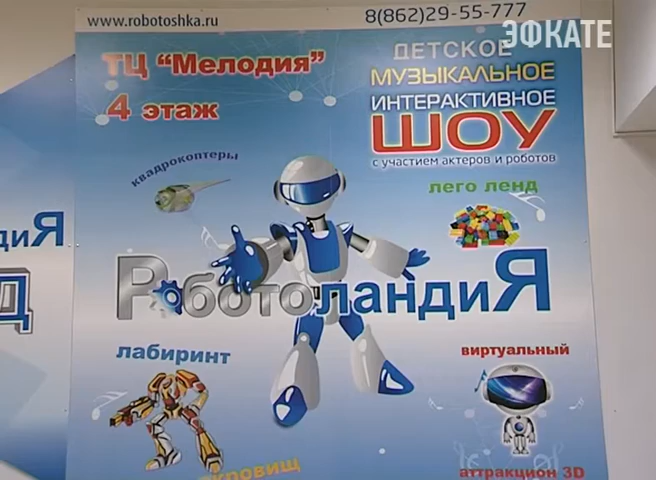 www.robotoshka.ru
8(862)29-55-777
ЭФКАТЕ
ТЦ “Мелодия”
4 этаж
ДЕТСКОЕ
МУЗЫКАЛЬНОЕ
ИНТЕРАКТИВНОЕ
ШОУ
с участием актеров и роботов
квадрокоптеры
лего ленд
РоботоландиЯ
диЯ
лабиринт
виртуальный
аттракцион 3D